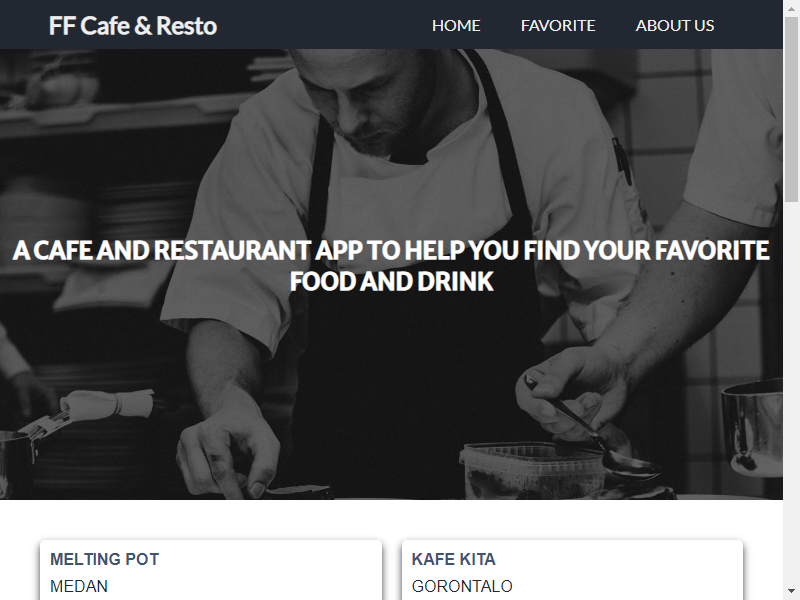 FF Cafe & Resto
HOME
FAVORITE
ABOUT US
A CAFE AND RESTAURANT APP TO HELP YOU FIND YOUR FAVORITE
FOOD AND DRINK
MELTING POT
MEDAN
KAFE KITA
GORONTALO